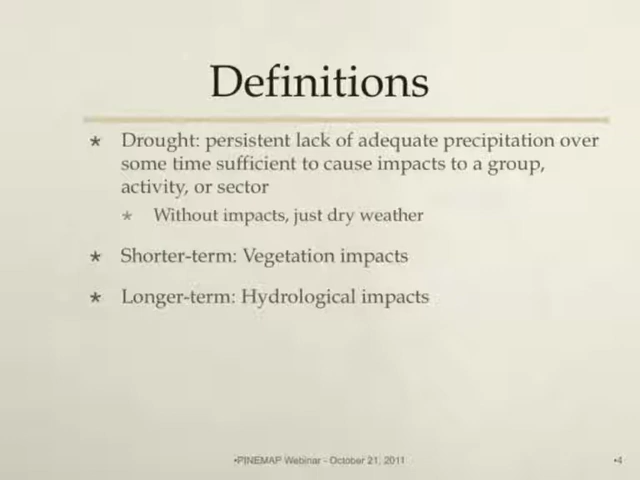 Definitions
* Drought: persistent lack of adequate precipitation over
some time sufficient to cause impacts to a group,
activity, or sector
* Without impacts, just dry weather
* Shorter-term: Vegetation impacts
* Longer-term: Hydrological impacts
•PINEMAP Webinar - October 21, 2011
•4